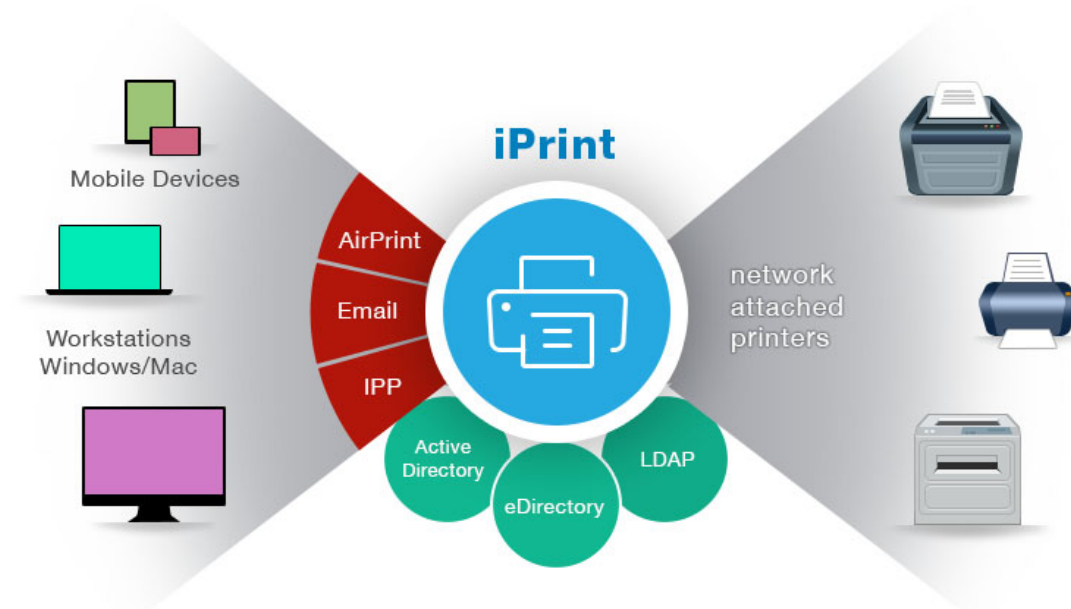 iPrint
Mobile Devices
Workstations
Windows/Mac
AirPrint
Email
IPP
Active
Directory
eDirectory
LDAP
network
attached
printers